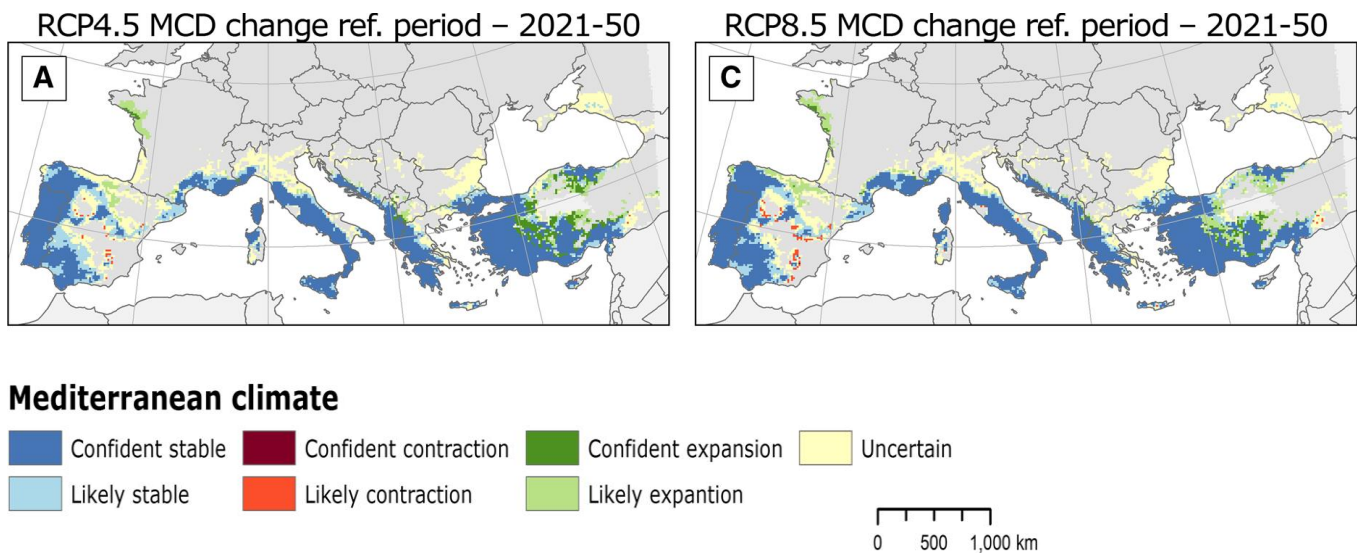 RCP4.5 MCD change ref. period – 2021-50
RCP8.5 MCD change ref. period – 2021-50
A
C
Mediterranean climate
Confident stable
Confident contraction
Confident expansion
Uncertain
Likely stable
Likely contraction
Likely expantion
0 500 1,000 km